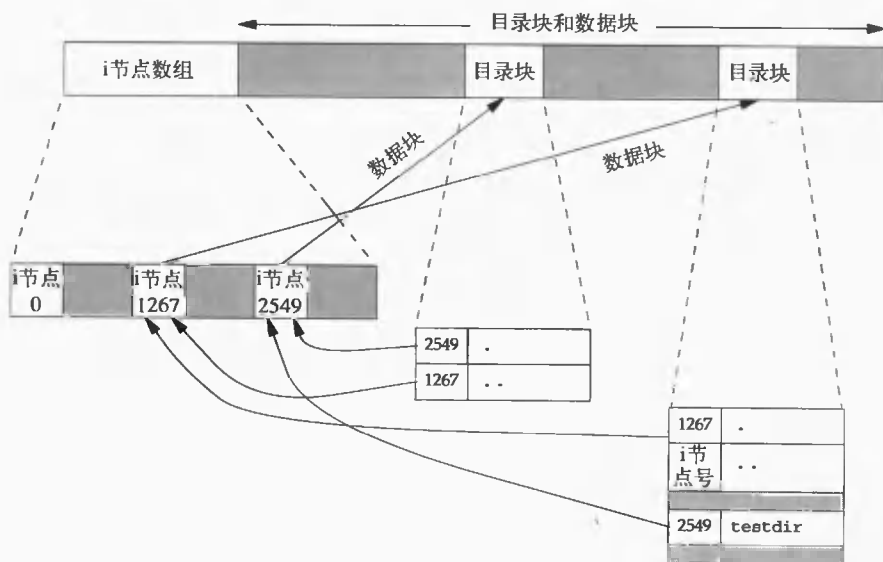 目录块和数据块
i节点数组
目录块
目录块
数据块
数据块
i节点
0
i节点
1267
i节点
2549
2549 .
1267 ..
1267 .
i节
点号 ..
2549 testdir